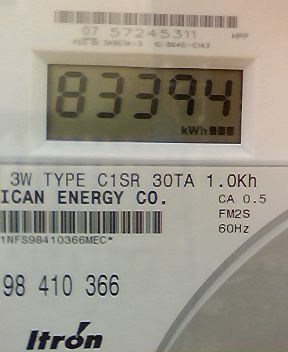 07 57245311
83394
kWh
3W TYPE C1SR 30TA 1.0Kh
ICAN ENERGY CO.
CA 0.5
FM2S
60Hz
1NFS98410366MEC*
98 410 366
Itron